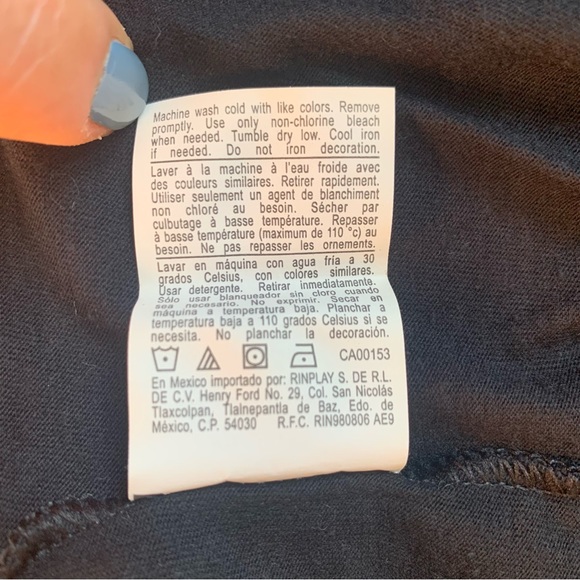 Machine wash cold with like colors. Remove
promptly. Use only non-chlorine bleach
when needed. Tumble dry low. Cool iron
if needed. Do not iron decoration.
Laver à la machine à l'eau froide avec
des couleurs similaires. Retirer rapidement.
Utiliser seulement un agent de blanchiment
non chloré au besoin. Sécher par
culbutage à basse température. Repasser
à basse température (maximum de 110 °c) au
besoin. Ne pas repasser les ornements.
Lavar en máquina con agua fría a 30
grados Celsius, con colores similares.
Usar detergente. Retirar inmediatamente.
Sólo usar blanqueador sin cloro cuando
sea necesario. No exprimir. Secar en
máquina a temperatura baja. Planchar a
temperatura baja a 110 grados Celsius si se
necesita. No planchar la decoración.
CA00153
En Mexico importado por: RINPLAY S. DE R.L.
DE C.V. Henry Ford No. 29, Col. San Nicolás
Tlaxcolpan, Tlalnepantla de Baz, Edo. de
México, C.P. 54030 R.F.C. RIN980806 AE9